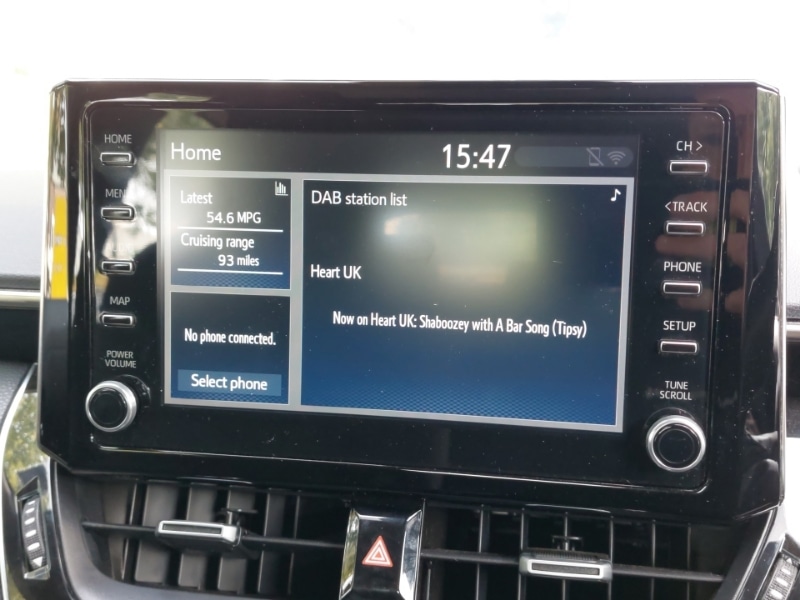 HOME
MENU
MAP
POWER
VOLUME
Home
15:47
Latest
54.6 MPG
Cruising range
93 miles
No phone connected.
Select phone
DAB station list
Heart UK
Now on Heart UK: Shaboozey with A Bar Song (Tipsy)
CH >
<TRACK
PHONE
SETUP
TUNE
SCROLL